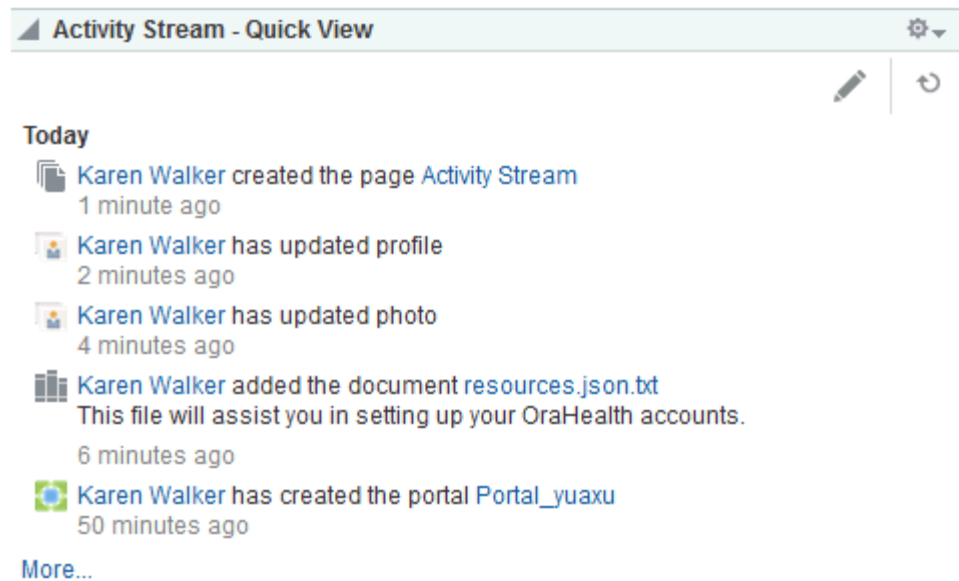 Activity Stream - Quick View
Today
Karen Walker created the page Activity Stream
1 minute ago
Karen Walker has updated profile
2 minutes ago
Karen Walker has updated photo
4 minutes ago
Karen Walker added the document resources.json.txt
This file will assist you in setting up your OraHealth accounts.
6 minutes ago
Karen Walker has created the portal Portal_yuaxu
50 minutes ago
More...